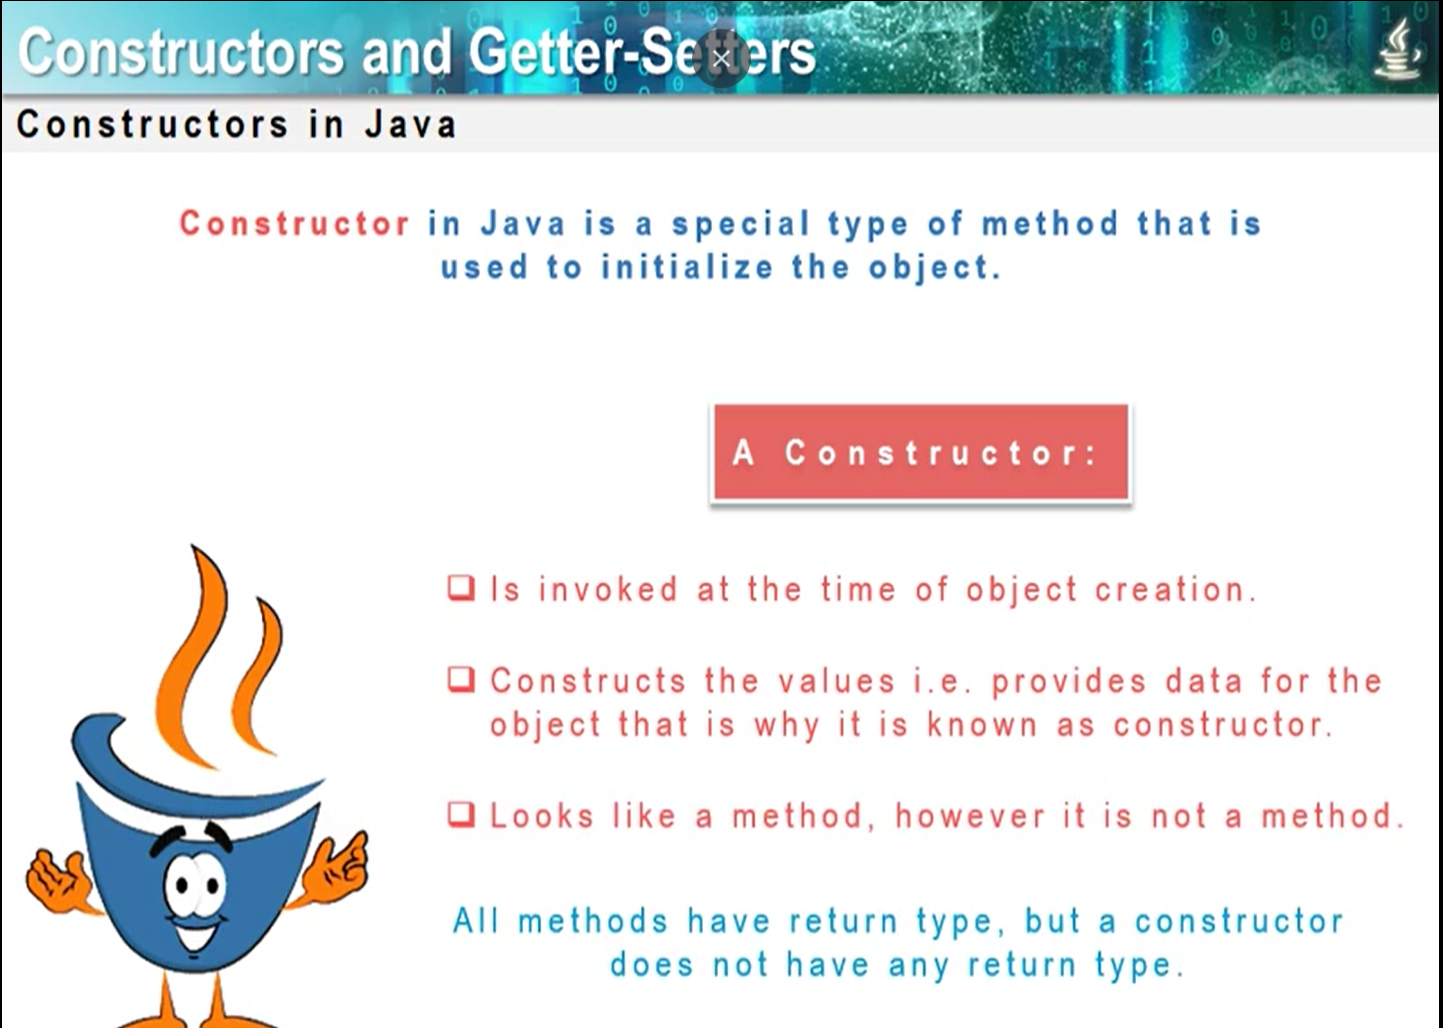 Constructors and Getter-Setters
Constructors in Java
Constructor in Java is a special type of method that is
used to initialize the object.
A Constructor:
Is invoked at the time of object creation.
Constructs the values i.e. provides data for the
object that is why it is known as constructor.
Looks like a method, however it is not a method.
All methods have return type, but a constructor
does not have any return type.